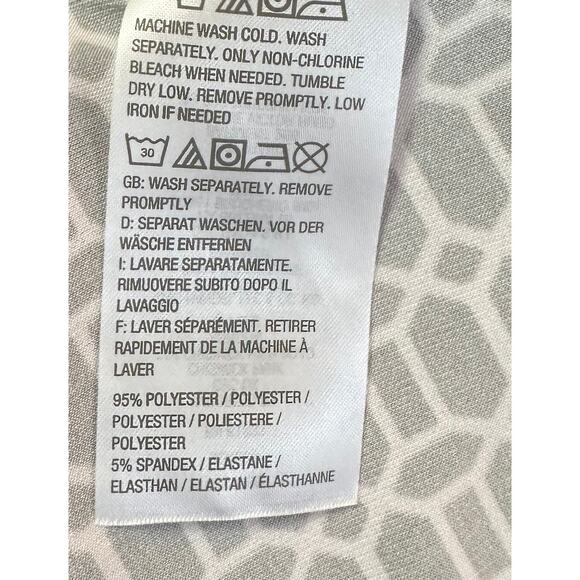 MACHINE WASH COLD. WASH
SEPARATELY. ONLY NON-CHLORINE
BLEACH WHEN NEEDED. TUMBLE
DRY LOW. REMOVE PROMPTLY. LOW
IRON IF NEEDED
30
GB: WASH SEPARATELY. REMOVE
PROMPTLY
D: SEPARAT WASCHEN. VOR DER
WÄSCHE ENTFERNEN
I: LAVARE SEPARATAMENTE.
RIMUOVERE SUBITO DOPO IL
LAVAGGIO
F: LAVER SÉPARÉMENT. RETIRER
RAPIDEMENT DE LA MACHINE À
LAVER
95% POLYESTER / POLYESTER /
POLYESTER / POLIESTERE /
POLYESTER
5% SPANDEX / ELASTANE /
ELASTHAN / ELASTAN / ÉLASTHANNE